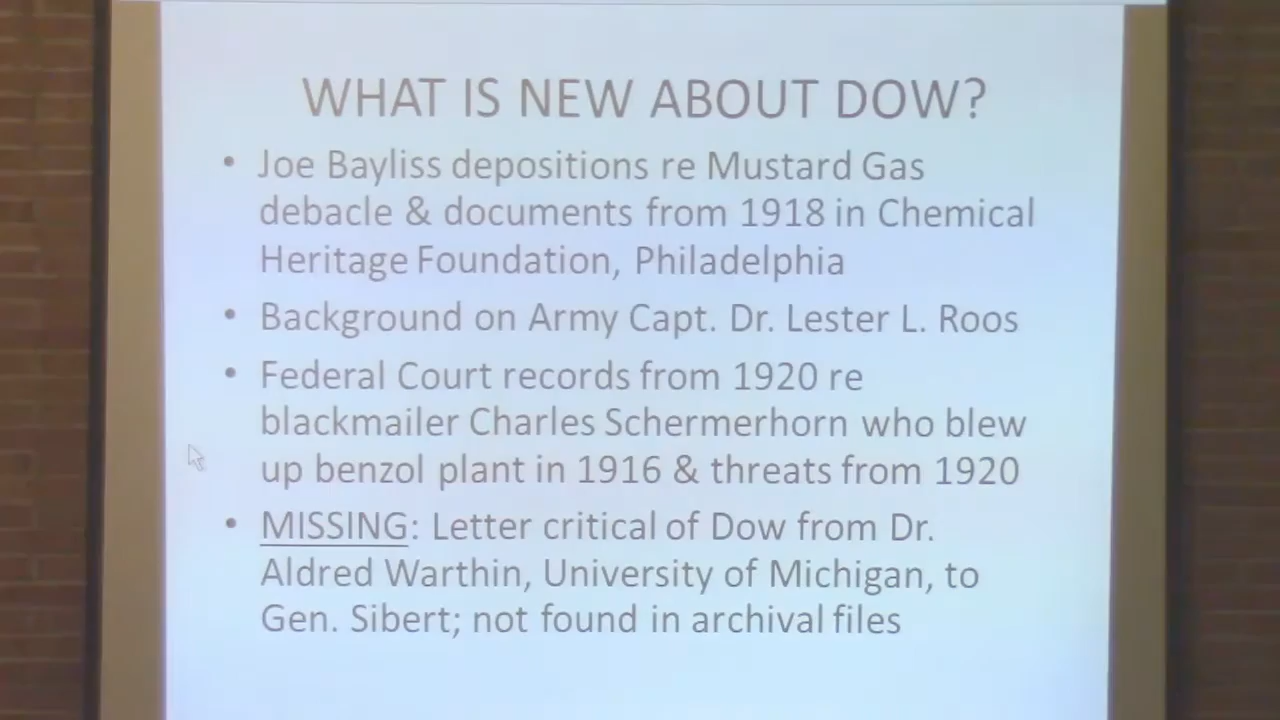 WHAT IS NEW ABOUT DOW?
• Joe Bayliss depositions re Mustard Gas
debacle & documents from 1918 in Chemical
Heritage Foundation, Philadelphia
• Background on Army Capt. Dr. Lester L. Roos
• Federal Court records from 1920 re
blackmailer Charles Schermerhorn who blew
up benzol plant in 1916 & threats from 1920
• MISSING: Letter critical of Dow from Dr.
Aldred Warthin, University of Michigan, to
Gen. Sibert; not found in archival files